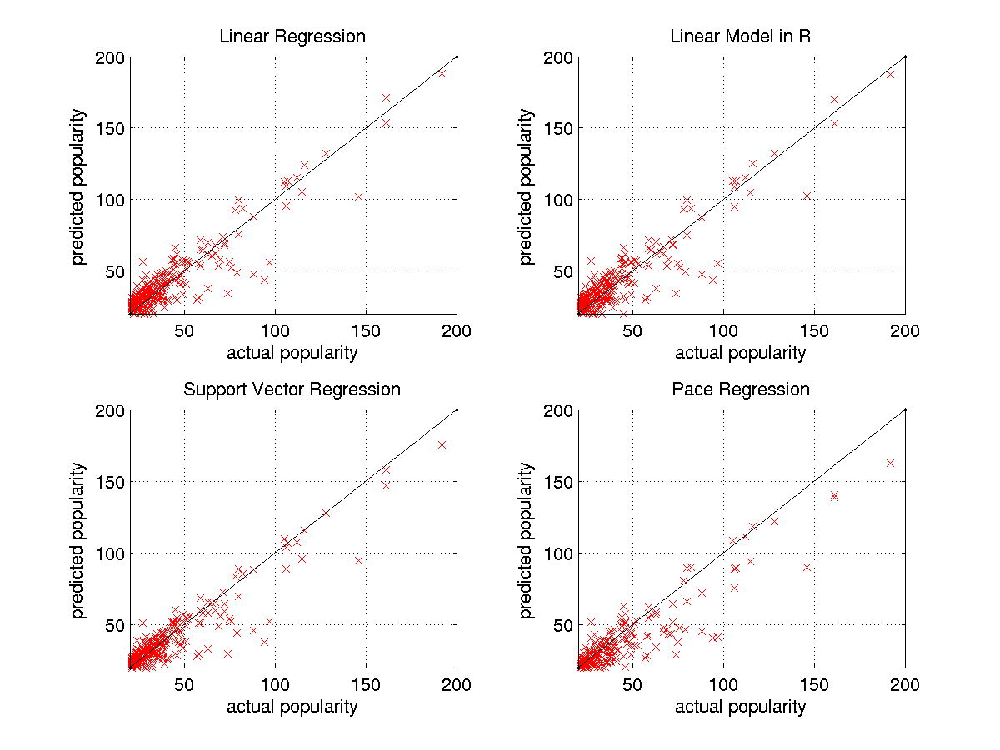 Linear Regression
200
150
100
50
50 100 150 200
predicted popularity
actual popularity
Linear Model in R
200
150
100
50
50 100 150 200
predicted popularity
actual popularity
Support Vector Regression
200
150
100
50
50 100 150 200
predicted popularity
actual popularity
Pace Regression
200
150
100
50
50 100 150 200
predicted popularity
actual popularity